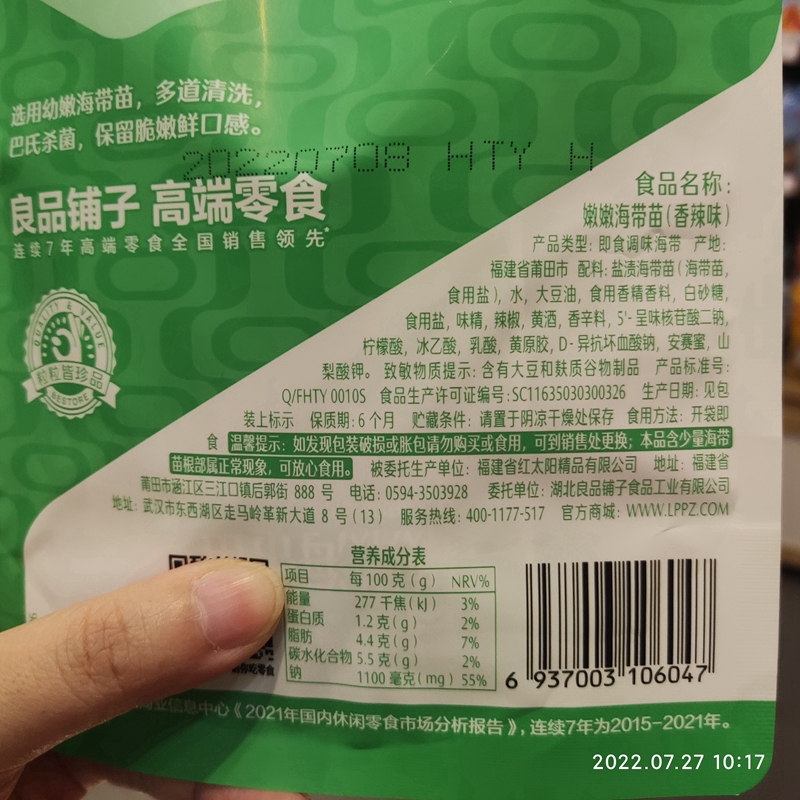 选用幼嫩海带苗，多道清洗，
巴氏杀菌，保留脆嫩鲜口感。
20220708 HTY H
良品铺子 高端零食
连续7年高端零食全国销售领先*
QUALITY & VALUE
粒粒皆珍品
BESTORE
食品名称：
嫩嫩海带苗（香辣味）
产品类型：即食调味海带 产地：
福建省莆田市 配料：盐渍海带苗（海带苗，
食用盐），水，大豆油，食用香精香料，白砂糖，
食用盐，味精，辣椒，黄酒，香辛料，5'-呈味核苷酸二钠，
柠檬酸，冰乙酸，乳酸，黄原胶，D-异抗坏血酸钠，安赛蜜，山
梨酸钾。 致敏物质提示：含有大豆和麸质谷物制品 产品标准号：
Q/FHTY 0010S 食品生产许可证编号：SC11635030300326 生产日期：见包
装上标示 保质期：6个月 贮藏条件：请置于阴凉干燥处保存 食用方法：开袋即
食 温馨提示：如发现包装破损或胀包请勿购买或食用，可到销售处更换；本品含少量海带
苗根部属正常现象，可放心食用。 被委托生产单位：福建省红太阳精品有限公司 地址：福建省
莆田市涵江区三江口镇后郭街 888 号 电话：0594-3503928 委托单位：湖北良品铺子食品工业有限公司
地址：武汉市东西湖区走马岭革新大道 8 号（13） 服务热线：400-1177-517 官方商城：WWW.LPPZ.COM
营养成分表
项目 每100克（g） NRV%
能量 277 千焦（kJ） 3%
蛋白质 1.2 克（g） 2%
脂肪 4.4 克（g） 7%
碳水化合物 5.5 克（g） 2%
钠 1100 毫克（mg） 55%
6 937003 106047
吃零食
信息中心《2021年国内休闲零食市场分析报告》，连续7年为2015-2021年。
2022.07.27 10:17